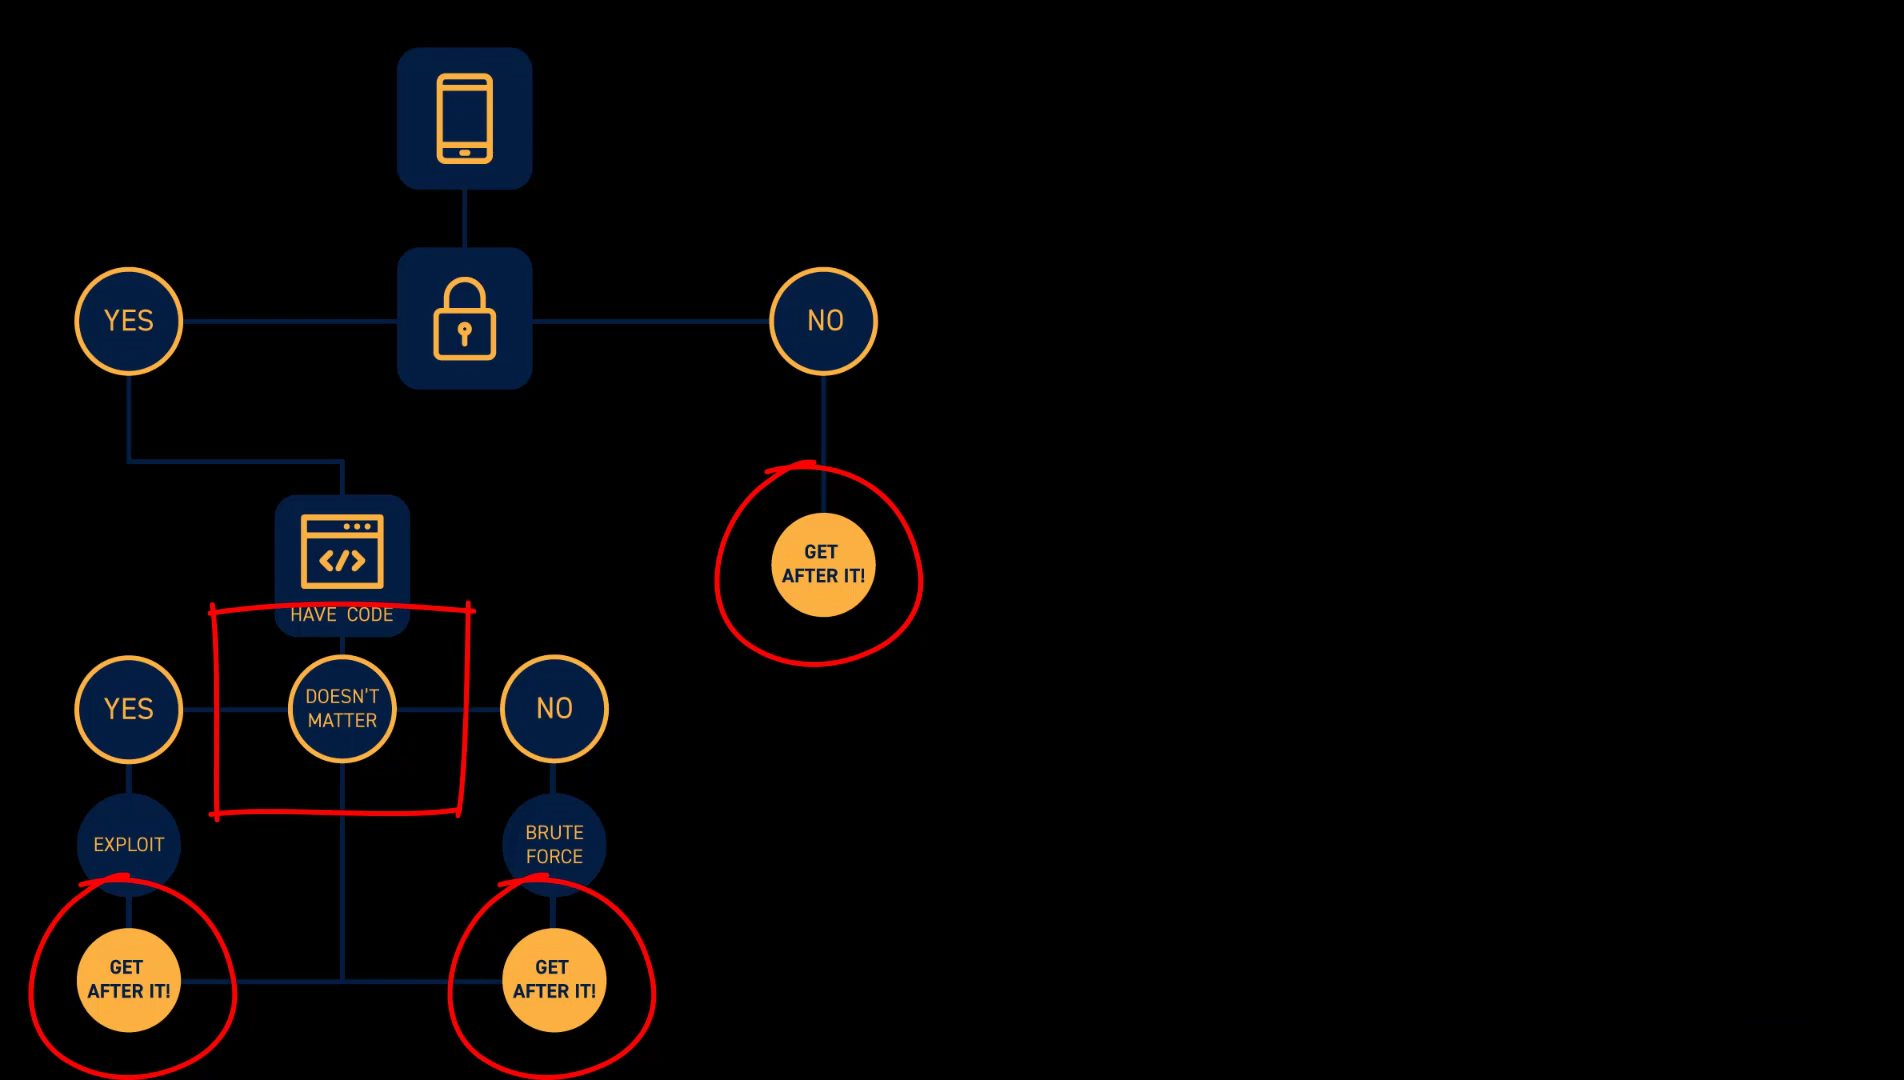 YES
NO
GET
AFTER IT!
HAVE CODE
YES
DOESN'T
MATTER
NO
EXPLOIT
BRUTE
FORCE
GET
AFTER IT!
GET
AFTER IT!